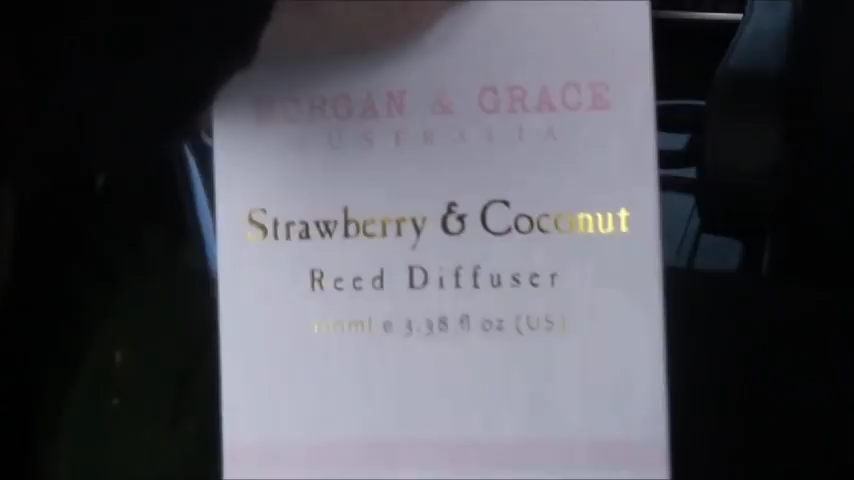 MORGAN & GRACE
AUSTRALIA
Strawberry & Coconut
Reed Diffuser
100ml e 3.38 fl oz (US)